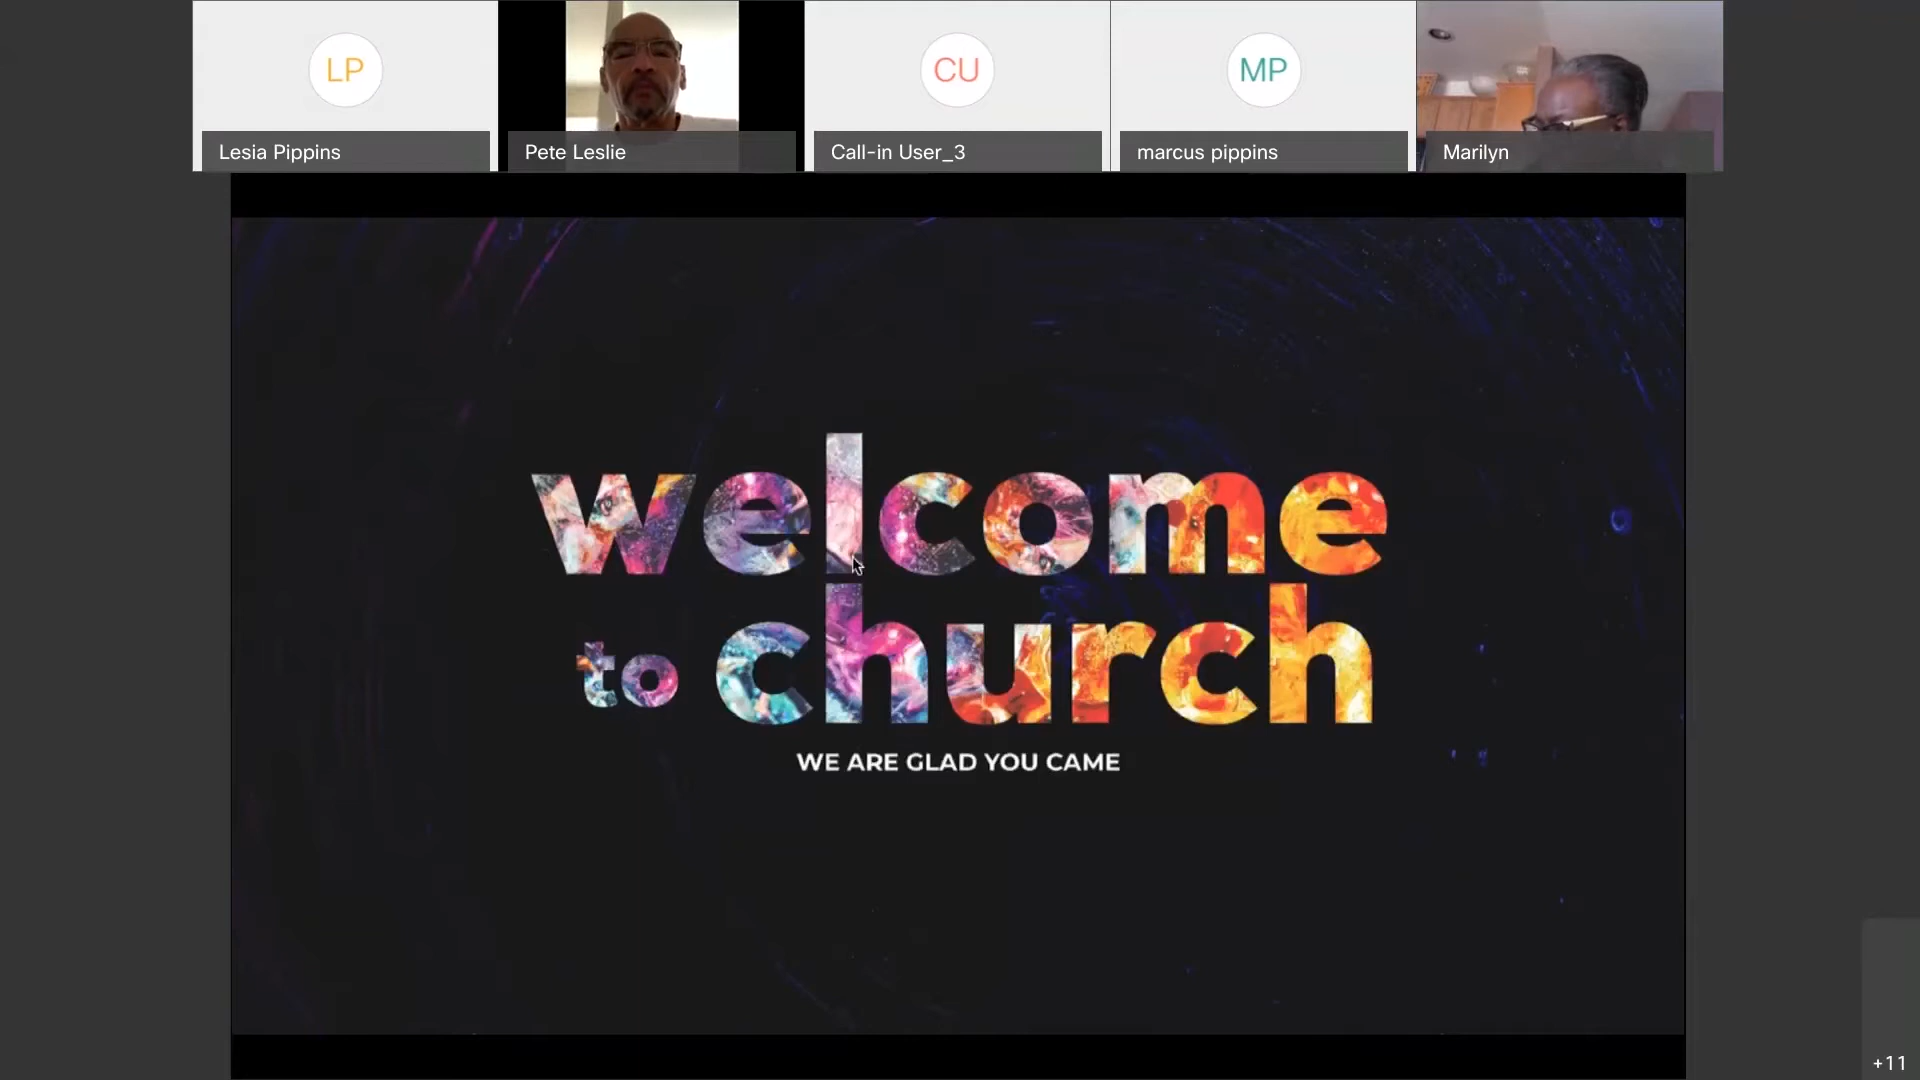 LP
CU
MP
Lesia Pippins
Pete Leslie
Call-in User_3
marcus pippins
Marilyn
welcome
to church
WE ARE GLAD YOU CAME
+11